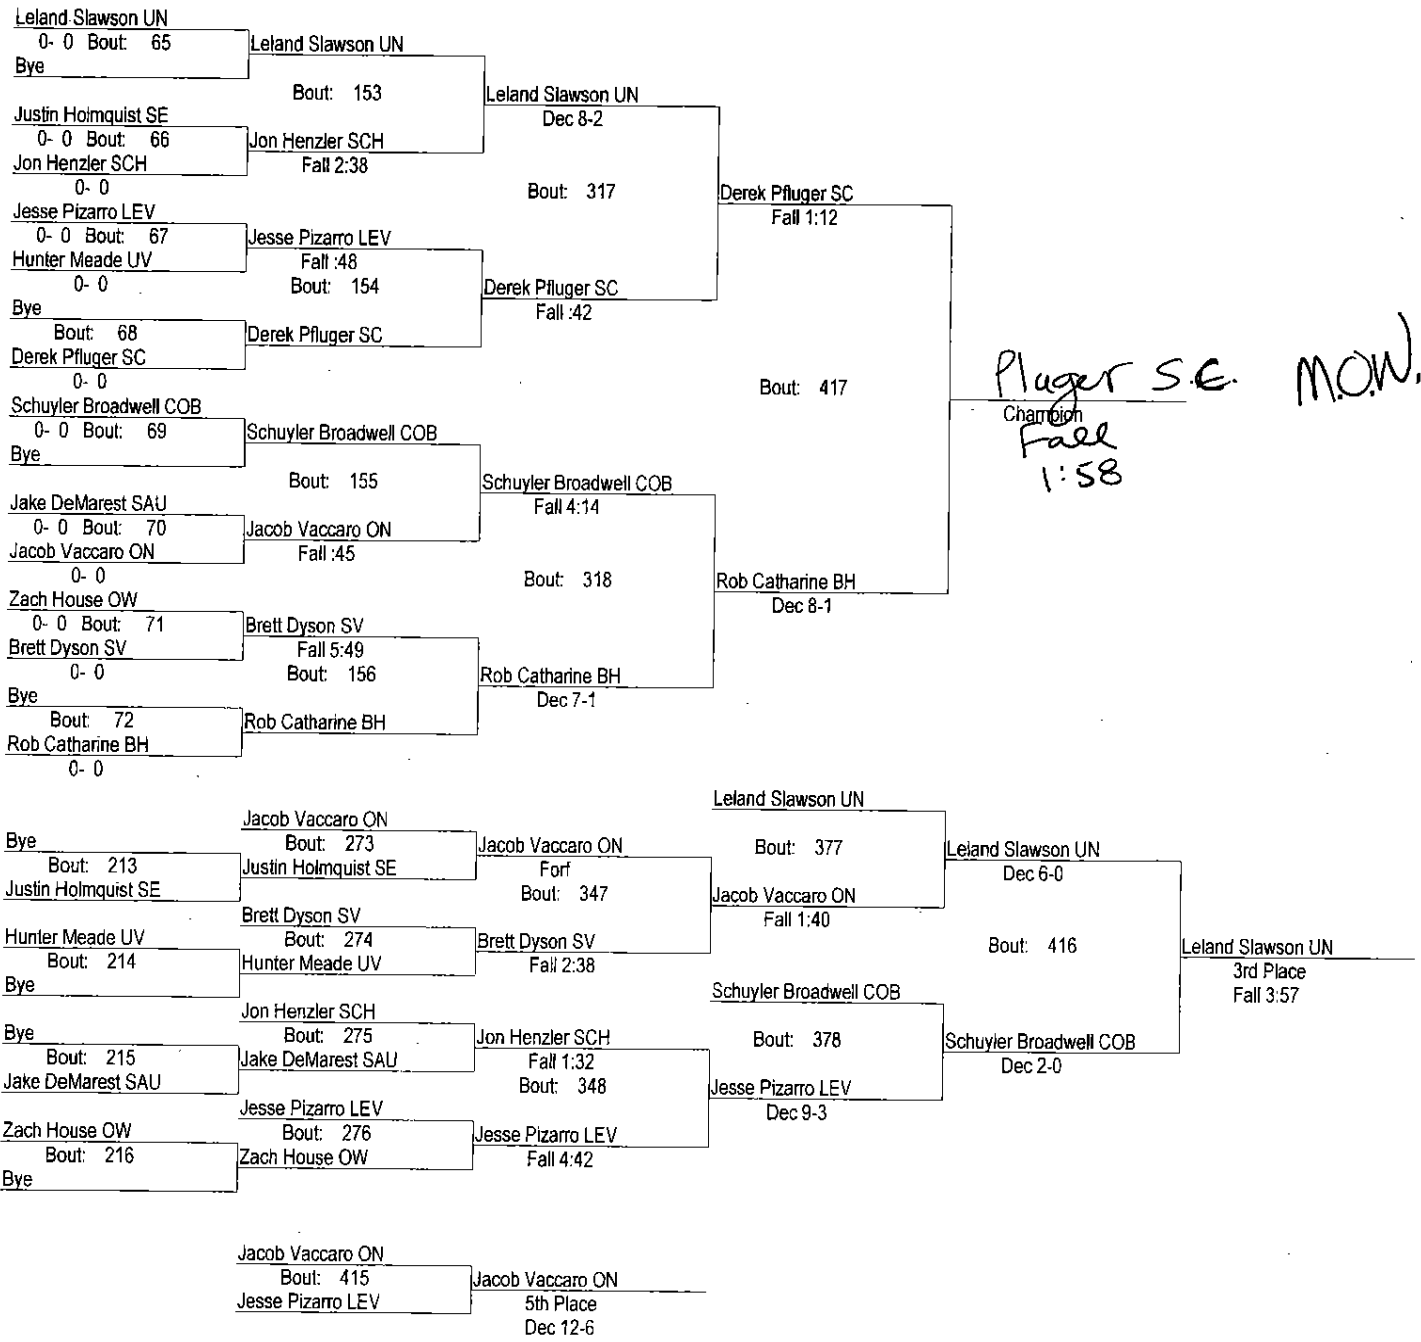 Leland Slawson UN
0- 0 Bout: 65
Bye
Leland Slawson UN
Bout: 153
Justin Holmquist SE
0- 0 Bout: 66
Jon Henzler SCH
0- 0
Jon Henzler SCH
Fall 2:38
Leland Slawson UN
Dec 8-2
Bout: 317
Jesse Pizarro LEV
0- 0 Bout: 67
Hunter Meade UV
0- 0
Jesse Pizarro LEV
Fall :48
Bout: 154
Bye
Bout: 68
Derek Pfluger SC
0- 0
Derek Pfluger SC
Derek Pfluger SC
Fall :42
Derek Pfluger SC
Fall 1:12
Bout: 417
Schuyler Broadwell COB
0- 0 Bout: 69
Bye
Schuyler Broadwell COB
Bout: 155
Jake DeMarest SAU
0- 0 Bout: 70
Jacob Vaccaro ON
0- 0
Jacob Vaccaro ON
Fall :45
Schuyler Broadwell COB
Fall 4:14
Bout: 318
Zach House OW
0- 0 Bout: 71
Brett Dyson SV
0- 0
Brett Dyson SV
Fall 5:49
Bout: 156
Bye
Bout: 72
Rob Catharine BH
0- 0
Rob Catharine BH
Rob Catharine BH
Dec 7-1
Rob Catharine BH
Dec 8-1
Pluger S.C. M.O.W.
Champion
Fall
1:58
Bye
Bout: 213
Justin Holmquist SE
Jacob Vaccaro ON
Bout: 273
Justin Holmquist SE
Jacob Vaccaro ON
Forf
Bout: 347
Hunter Meade UV
Bout: 214
Bye
Brett Dyson SV
Bout: 274
Hunter Meade UV
Brett Dyson SV
Fall 2:38
Leland Slawson UN
Bout: 377
Jacob Vaccaro ON
Fall 1:40
Leland Slawson UN
Dec 6-0
Bout: 416
Bye
Bout: 215
Jake DeMarest SAU
Jon Henzler SCH
Bout: 275
Jake DeMarest SAU
Jon Henzler SCH
Fall 1:32
Bout: 348
Zach House OW
Bout: 216
Bye
Jesse Pizarro LEV
Bout: 276
Zach House OW
Jesse Pizarro LEV
Fall 4:42
Schuyler Broadwell COB
Bout: 378
Jesse Pizarro LEV
Dec 9-3
Schuyler Broadwell COB
Dec 2-0
Leland Slawson UN
3rd Place
Fall 3:57
Jacob Vaccaro ON
Bout: 415
Jesse Pizarro LEV
Jacob Vaccaro ON
5th Place
Dec 12-6